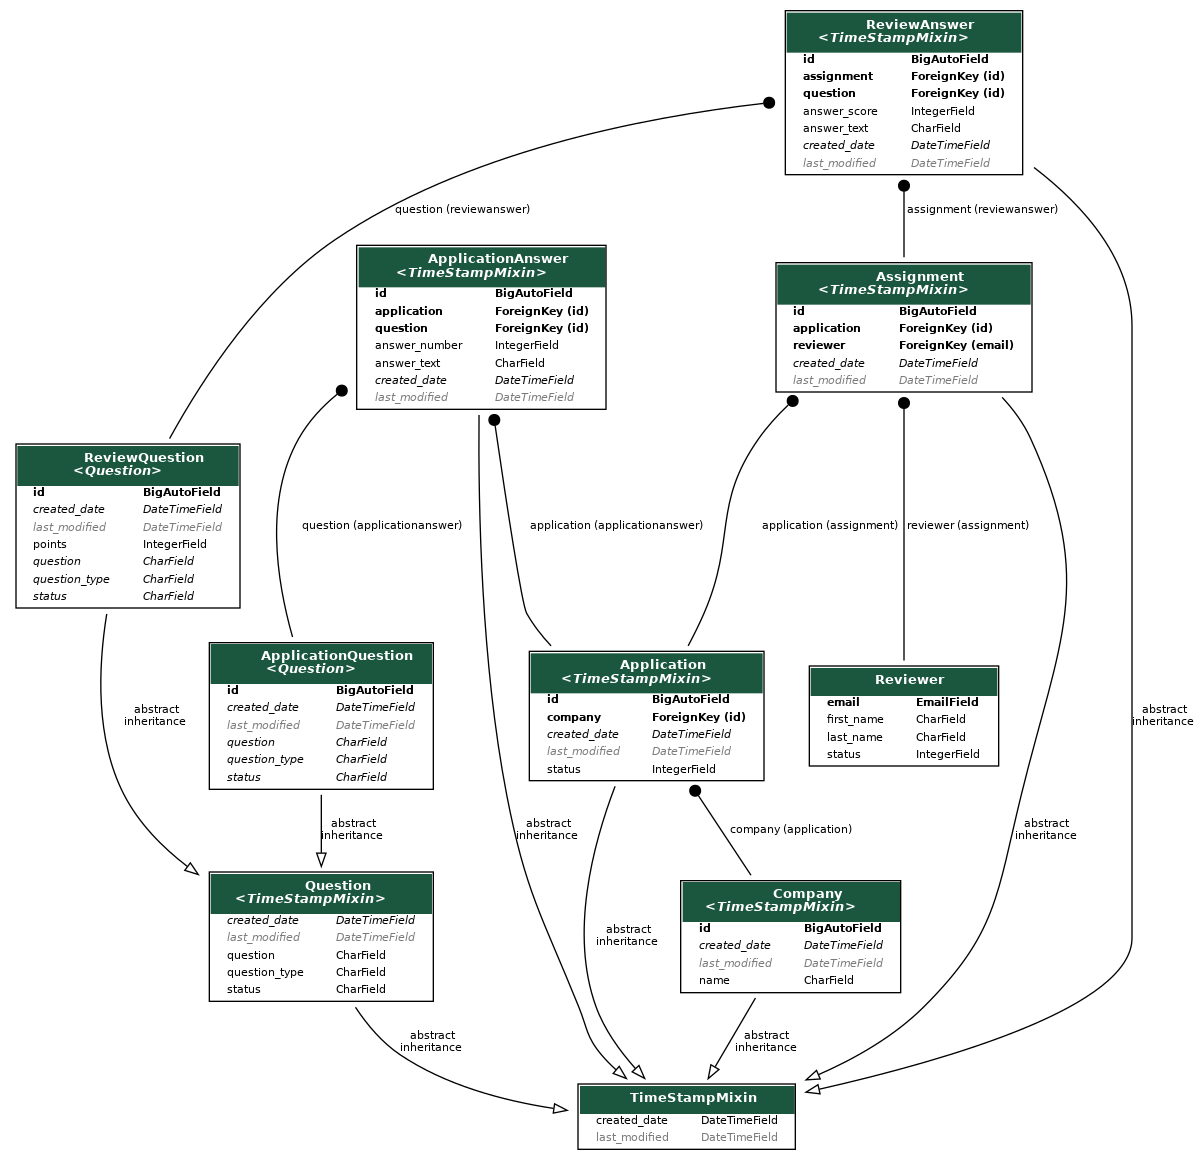 ReviewAnswer
<TimeStampMixin>
id BigAutoField
assignment ForeignKey (id)
question ForeignKey (id)
answer_score IntegerField
answer_text CharField
created_date DateTimeField
last_modified DateTimeField
question (reviewanswer)
assignment (reviewanswer)
ApplicationAnswer
<TimeStampMixin>
id BigAutoField
application ForeignKey (id)
question ForeignKey (id)
answer_number IntegerField
answer_text CharField
created_date DateTimeField
last_modified DateTimeField
Assignment
<TimeStampMixin>
id BigAutoField
application ForeignKey (id)
reviewer ForeignKey (email)
created_date DateTimeField
last_modified DateTimeField
ReviewQuestion
<Question>
id BigAutoField
created_date DateTimeField
last_modified DateTimeField
points IntegerField
question CharField
question_type CharField
status CharField
question (applicationanswer)
application (applicationanswer)
application (assignment)
reviewer (assignment)
ApplicationQuestion
<Question>
id BigAutoField
created_date DateTimeField
last_modified DateTimeField
question CharField
question_type CharField
status CharField
Application
<TimeStampMixin>
id BigAutoField
company ForeignKey (id)
created_date DateTimeField
last_modified DateTimeField
status IntegerField
Reviewer
email EmailField
first_name CharField
last_name CharField
status IntegerField
abstract
inheritance
abstract
inheritance
abstract
inheritance
abstract
inheritance
company (application)
abstract
inheritance
Question
<TimeStampMixin>
created_date DateTimeField
last_modified DateTimeField
question CharField
question_type CharField
status CharField
abstract
inheritance
Company
<TimeStampMixin>
id BigAutoField
created_date DateTimeField
last_modified DateTimeField
name CharField
abstract
inheritance
abstract
inheritance
TimeStampMixin
created_date DateTimeField
last_modified DateTimeField